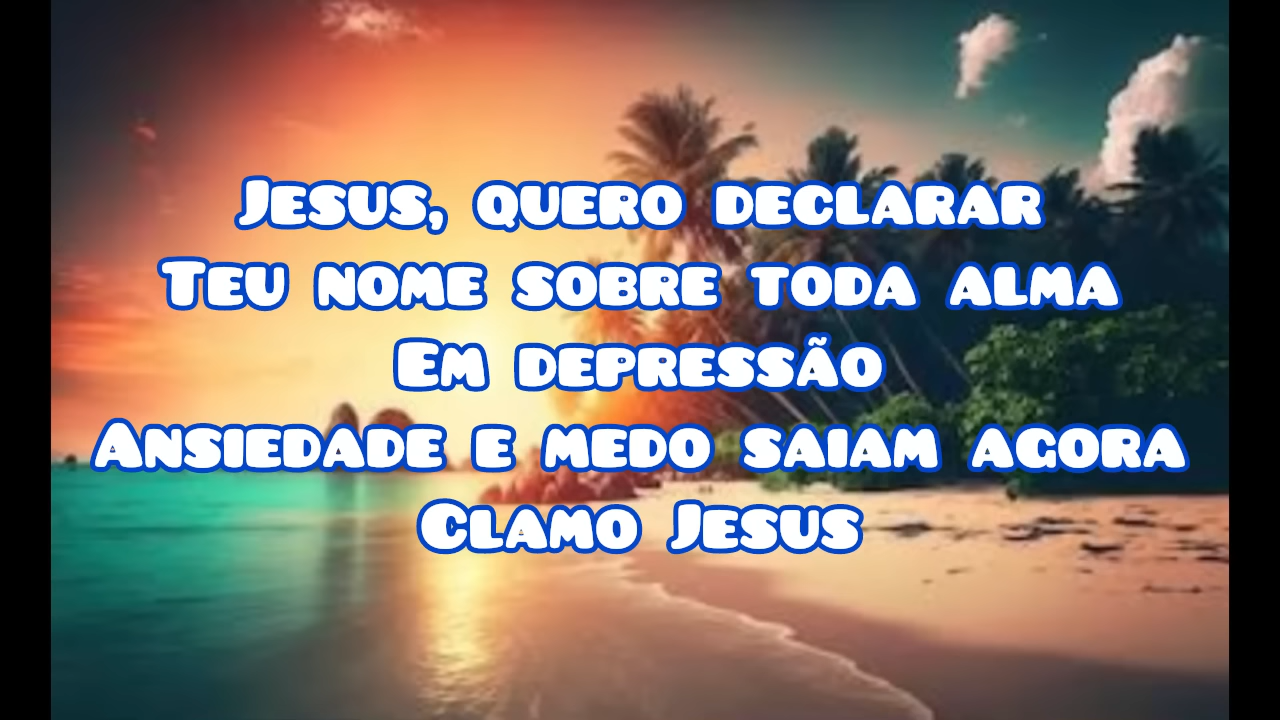 Jesus, quero declarar
Teu nome sobre toda alma
Em depressão
Ansiedade e medo saiam agora
Clamo Jesus